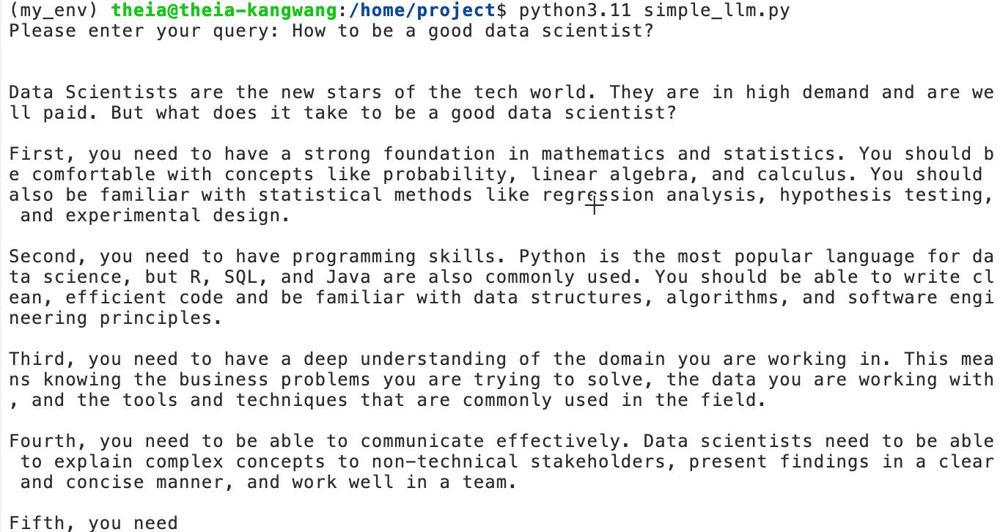 (my_env) theia@theia-kangwang:/home/project$ python3.11 simple_llm.py
Please enter your query: How to be a good data scientist?
Data Scientists are the new stars of the tech world. They are in high demand and are we
ll paid. But what does it take to be a good data scientist?
First, you need to have a strong foundation in mathematics and statistics. You should b
e comfortable with concepts like probability, linear algebra, and calculus. You should
also be familiar with statistical methods like regression analysis, hypothesis testing,
 and experimental design.
Second, you need to have programming skills. Python is the most popular language for da
ta science, but R, SQL, and Java are also commonly used. You should be able to write cl
ean, efficient code and be familiar with data structures, algorithms, and software engi
neering principles.
Third, you need to have a deep understanding of the domain you are working in. This mea
ns knowing the business problems you are trying to solve, the data you are working with
, and the tools and techniques that are commonly used in the field.
Fourth, you need to be able to communicate effectively. Data scientists need to be able
 to explain complex concepts to non-technical stakeholders, present findings in a clear
 and concise manner, and work well in a team.
Fifth, you need